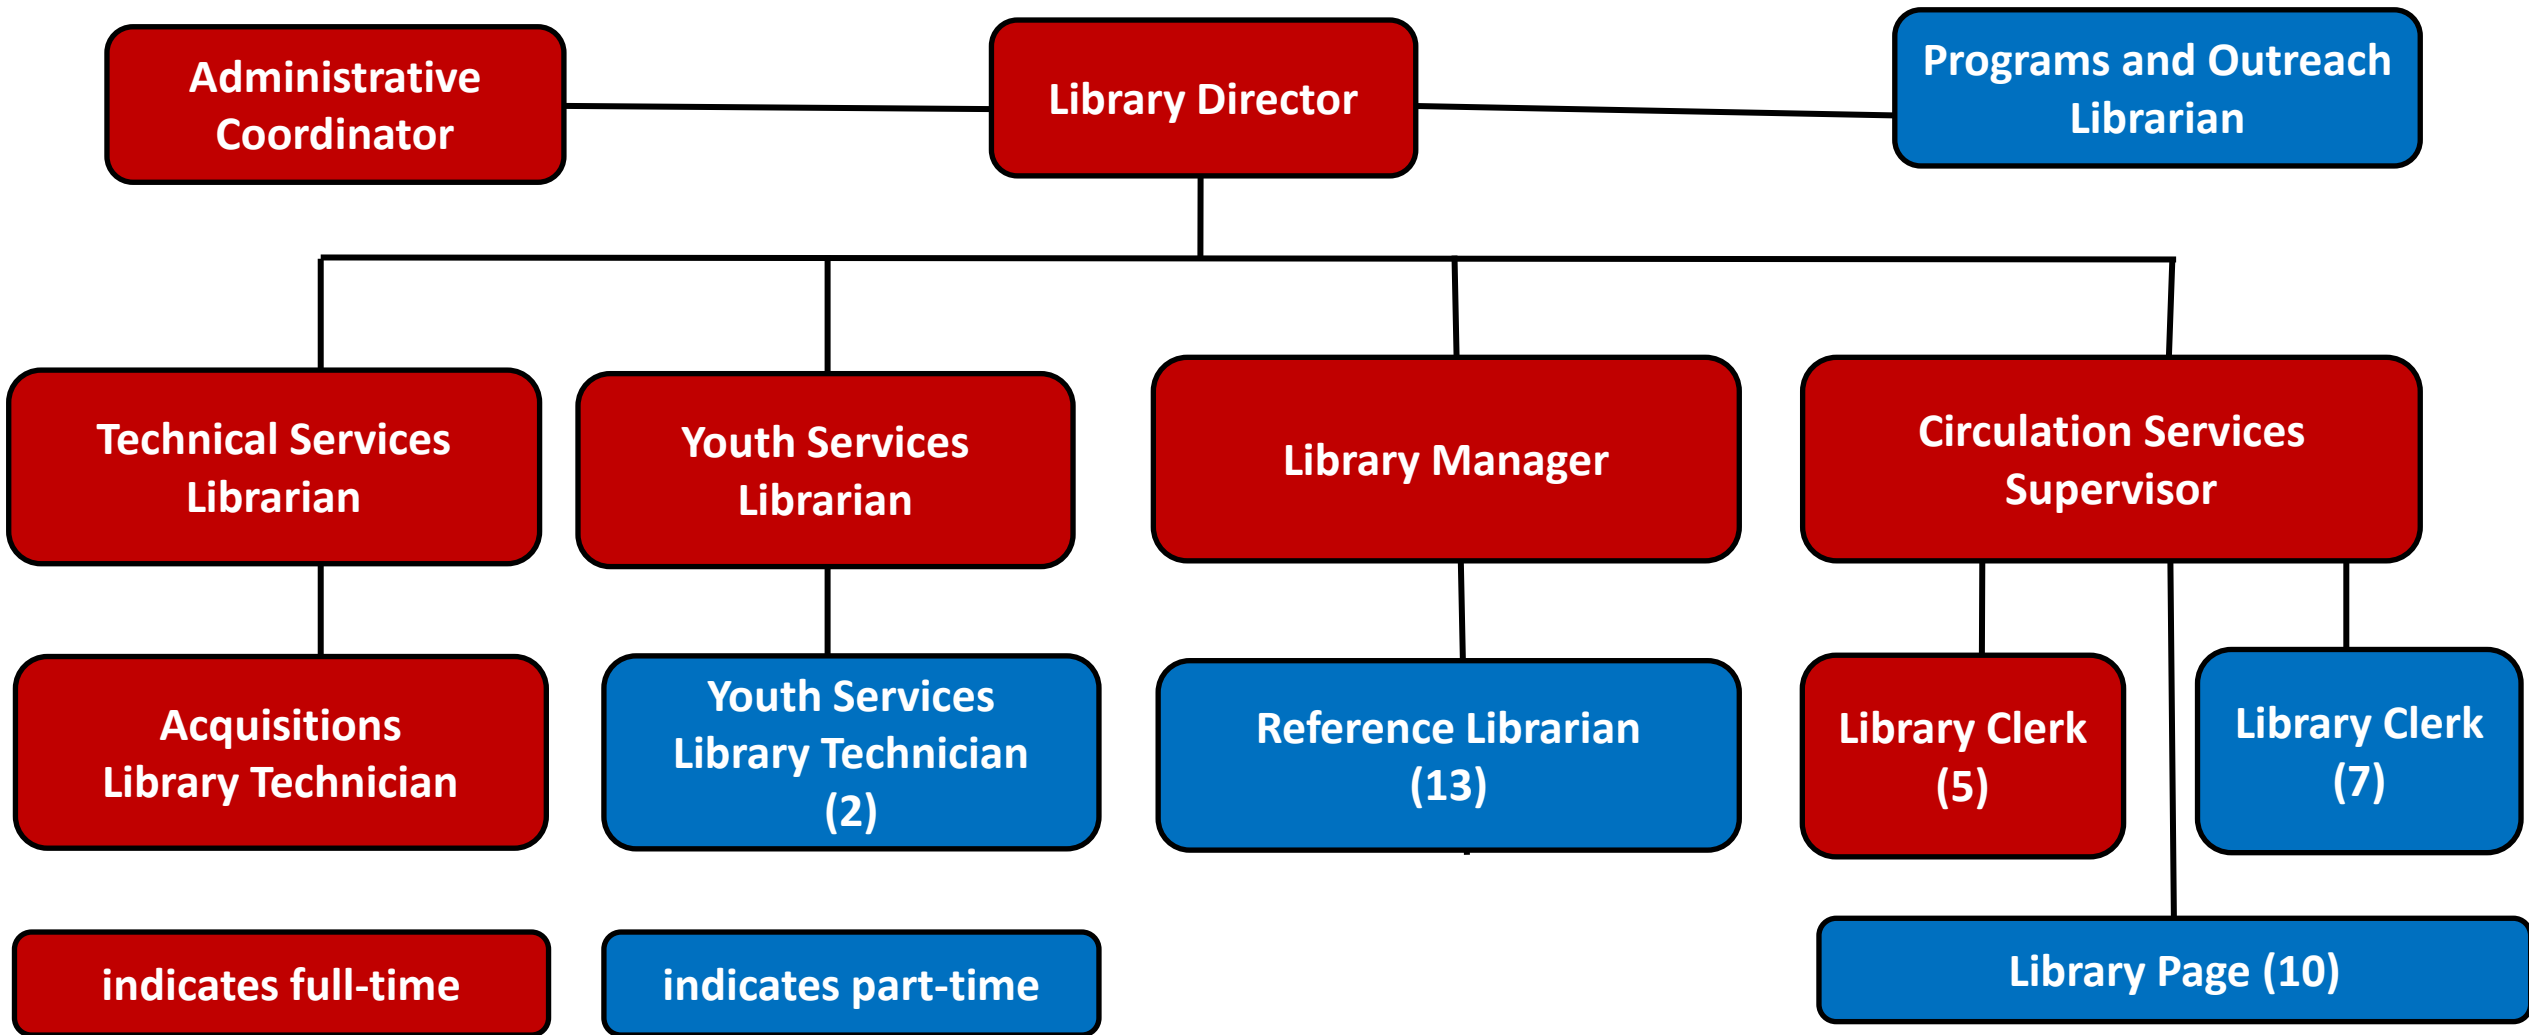 Administrative
Coordinator
Library Director
Programs and Outreach
Librarian
Technical Services
Librarian
Youth Services
Librarian
Library Manager
Circulation Services
Supervisor
Acquisitions
Library Technician
Youth Services
Library Technician
(2)
Reference Librarian
(13)
Library Clerk
(5)
Library Clerk
(7)
indicates full-time
indicates part-time
Library Page (10)